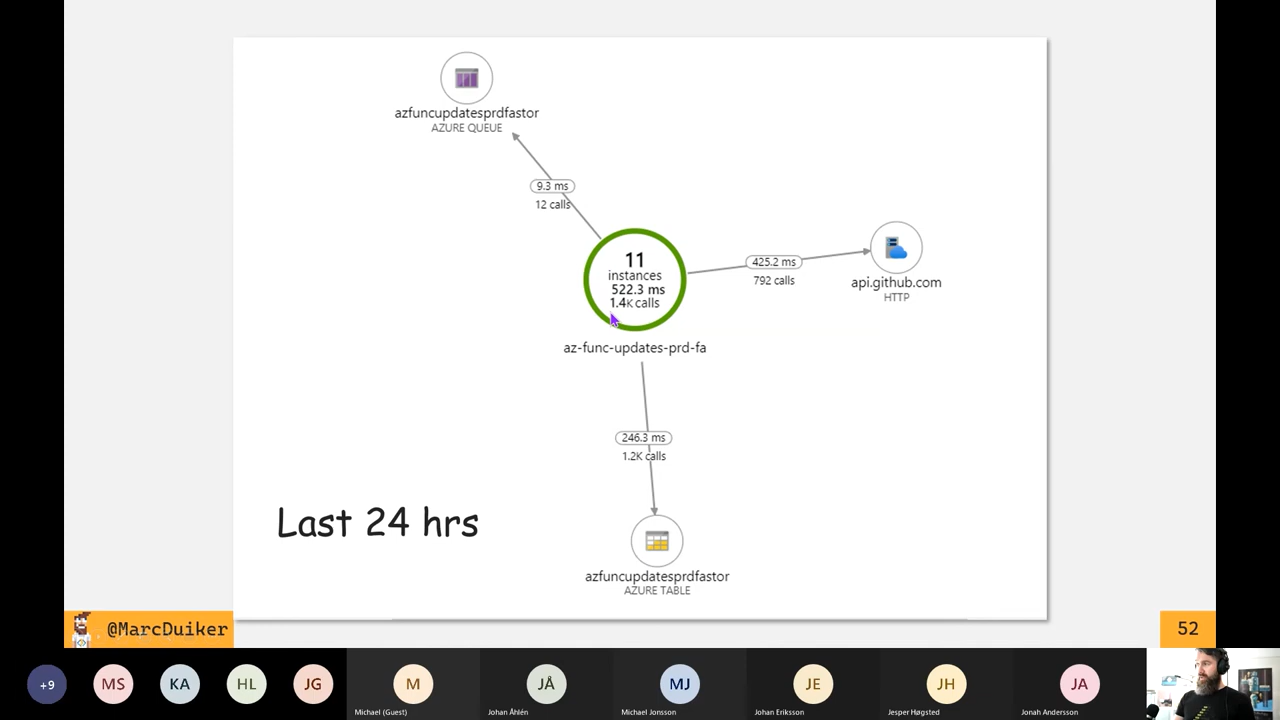 azfuncupdatesprdfastor
AZURE QUEUE
9.3 ms
12 calls
11
instances
522.3 ms
1.4K calls
az-func-updates-prd-fa
425.2 ms
792 calls
api.github.com
HTTP
246.3 ms
1.2K calls
azfuncupdatesprdfastor
AZURE TABLE
Last 24 hrs
@MarcDuiker
52
+9
MS
KA
HL
JG
M
JÅ
MJ
JE
JH
JA
Michael (Guest)
Johan Åhlén
Michael Jonsson
Johan Eriksson
Jesper Høgsted
Jonah Andersson